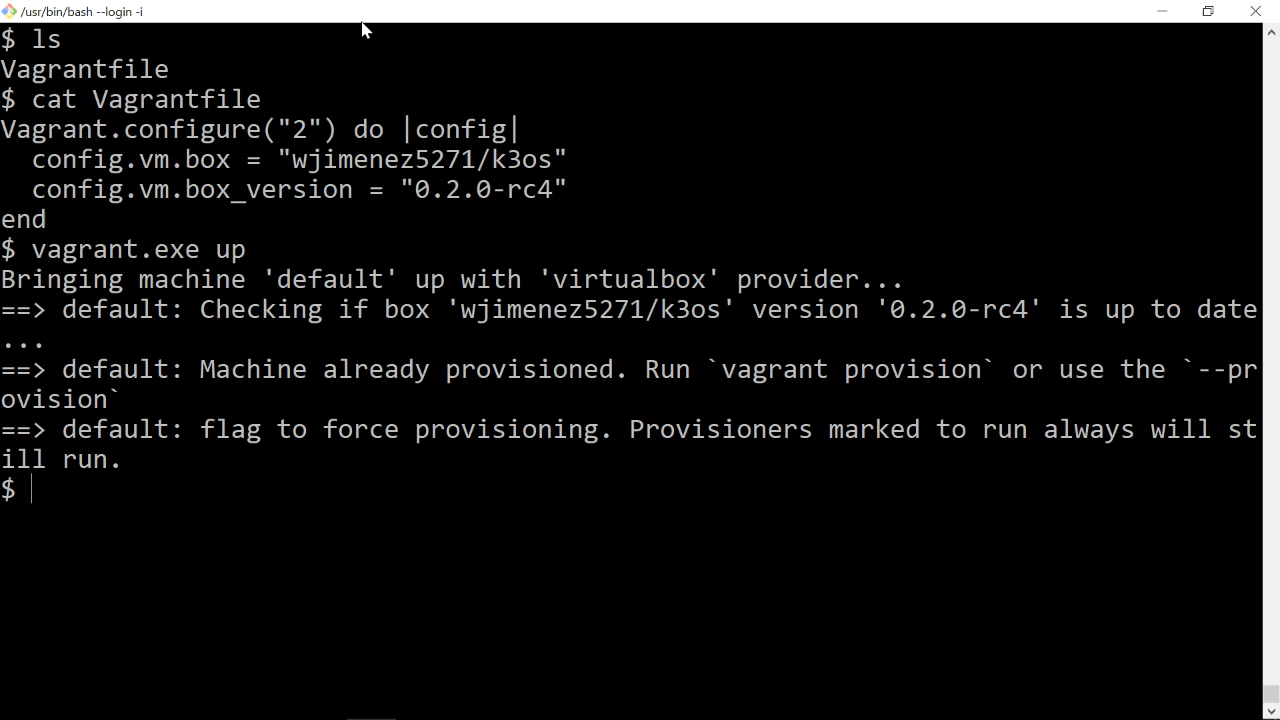 /usr/bin/bash --login -i
$ ls
Vagrantfile
$ cat Vagrantfile
Vagrant.configure("2") do |config|
  config.vm.box = "wjimenez5271/k3os"
  config.vm.box_version = "0.2.0-rc4"
end
$ vagrant.exe up
Bringing machine 'default' up with 'virtualbox' provider...
==> default: Checking if box 'wjimenez5271/k3os' version '0.2.0-rc4' is up to date
...
==> default: Machine already provisioned. Run `vagrant provision` or use the `--pr
ovision`
==> default: flag to force provisioning. Provisioners marked to run always will st
ill run.
$